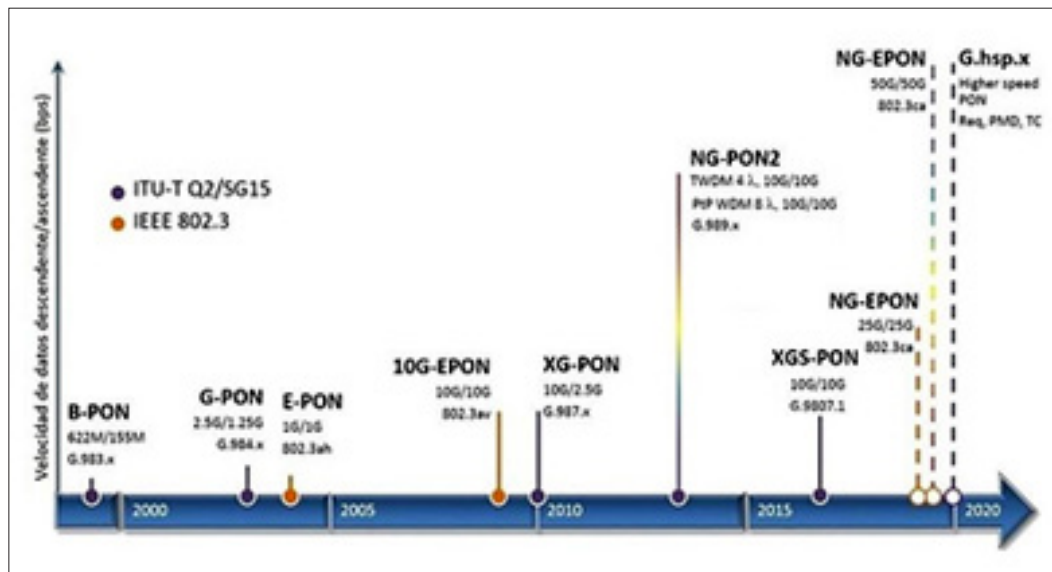 Velocidad de datos descendente/ascendente (bps)
ITU-T Q2/SG15
IEEE 802.3
B-PON
622M/155M
G.983.x
G-PON
2.5G/1.25G
G.984.x
E-PON
1G/1G
802.3ah
10G-EPON
10G/10G
802.3av
XG-PON
10G/2.5G
G.987.x
NG-PON2
TWDM 4 λ, 10G/10G
PtP WDM 8 λ, 10G/10G
G.989.x
XGS-PON
10G/10G
G.9807.1
NG-EPON
25G/25G
802.3ca
NG-EPON
50G/50G
802.3ca
G.hsp.x
Higher speed
PON
Req, PMD, TC
2000
2005
2010
2015
2020